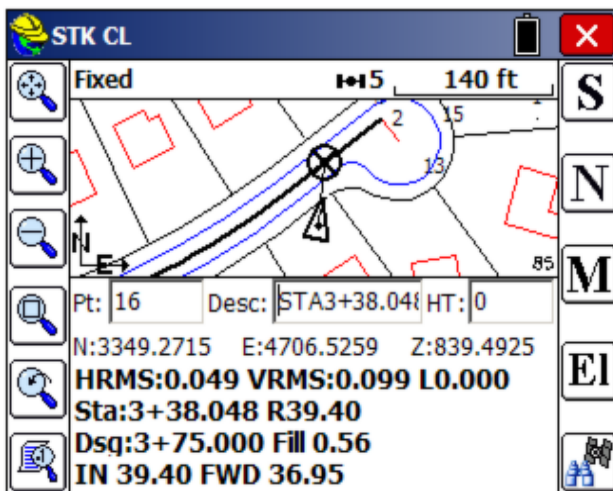 STK CL
Fixed 5 140 ft
S
2 15
13
N
N
E
85
M
Pt: 16 Desc: STA3+38.048 HT: 0
N:3349.2715 E:4706.5259 Z:839.4925
HRMS:0.049 VRMS:0.099 L0.000
El
Sta:3+38.048 R39.40
Dsg:3+75.000 Fill 0.56
IN 39.40 FWD 36.95